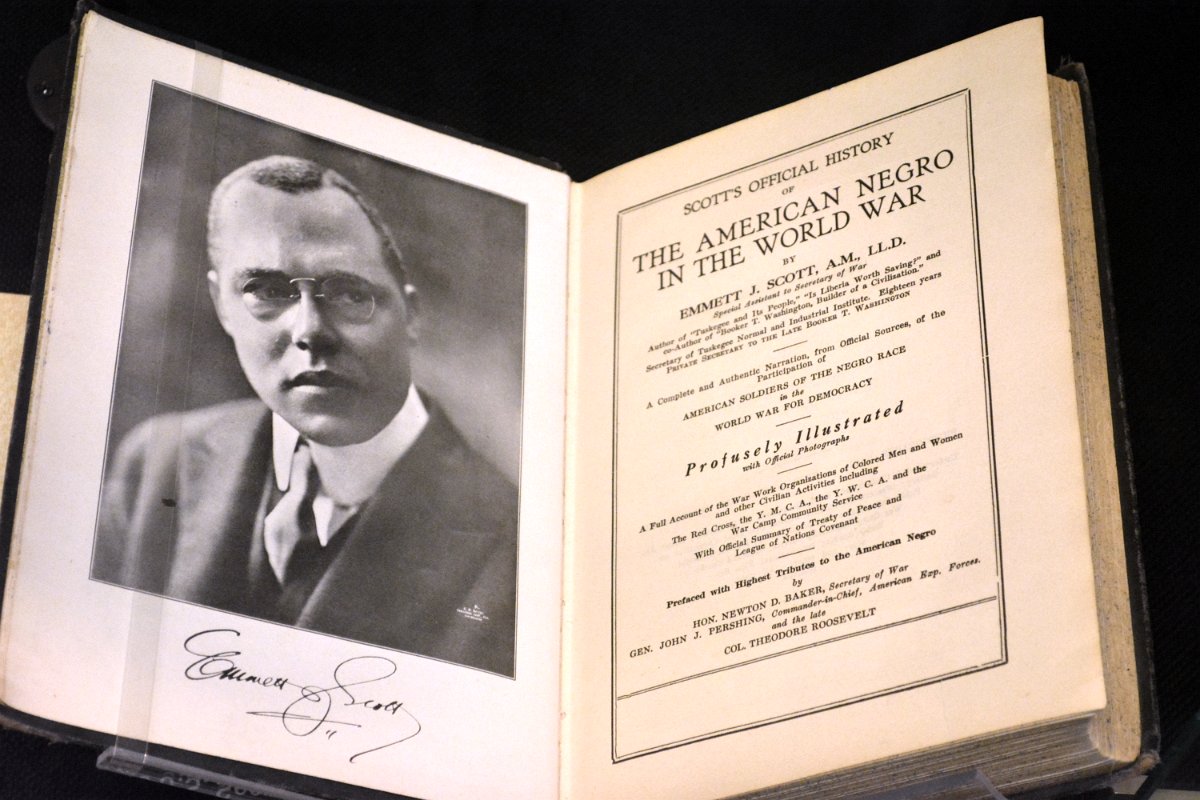 Emmett J Scott
SCOTT'S OFFICIAL HISTORY
OF
THE AMERICAN NEGRO
IN THE WORLD WAR
BY
EMMETT J. SCOTT, A.M., LL.D.
Special Assistant to Secretary of War
Author of "Tuskegee and Its People," "Is Liberia Worth Saving?" and
co-Author of "Booker T. Washington, Builder of a Civilization."
Secretary of Tuskegee Normal and Industrial Institute. Eighteen years
PRIVATE SECRETARY TO THE LATE BOOKER T. WASHINGTON
A Complete and Authentic Narration, from Official Sources, of the
Participation of
AMERICAN SOLDIERS OF THE NEGRO RACE
in the
WORLD WAR FOR DEMOCRACY
Profusely Illustrated
with Official Photographs
A Full Account of the War Work Organizations of Colored Men and Women
and other Civilian Activities including
The Red Cross, the Y. M. C. A., the Y. W. C. A. and the
War Camp Community Service
With Official Summary of Treaty of Peace and
League of Nations Covenant
Prefaced with Highest Tributes to the American Negro
by
HON. NEWTON D. BAKER, Secretary of War
GEN. JOHN J. PERSHING, Commander-in-Chief, American Exp. Forces.
and the late
COL. THEODORE ROOSEVELT